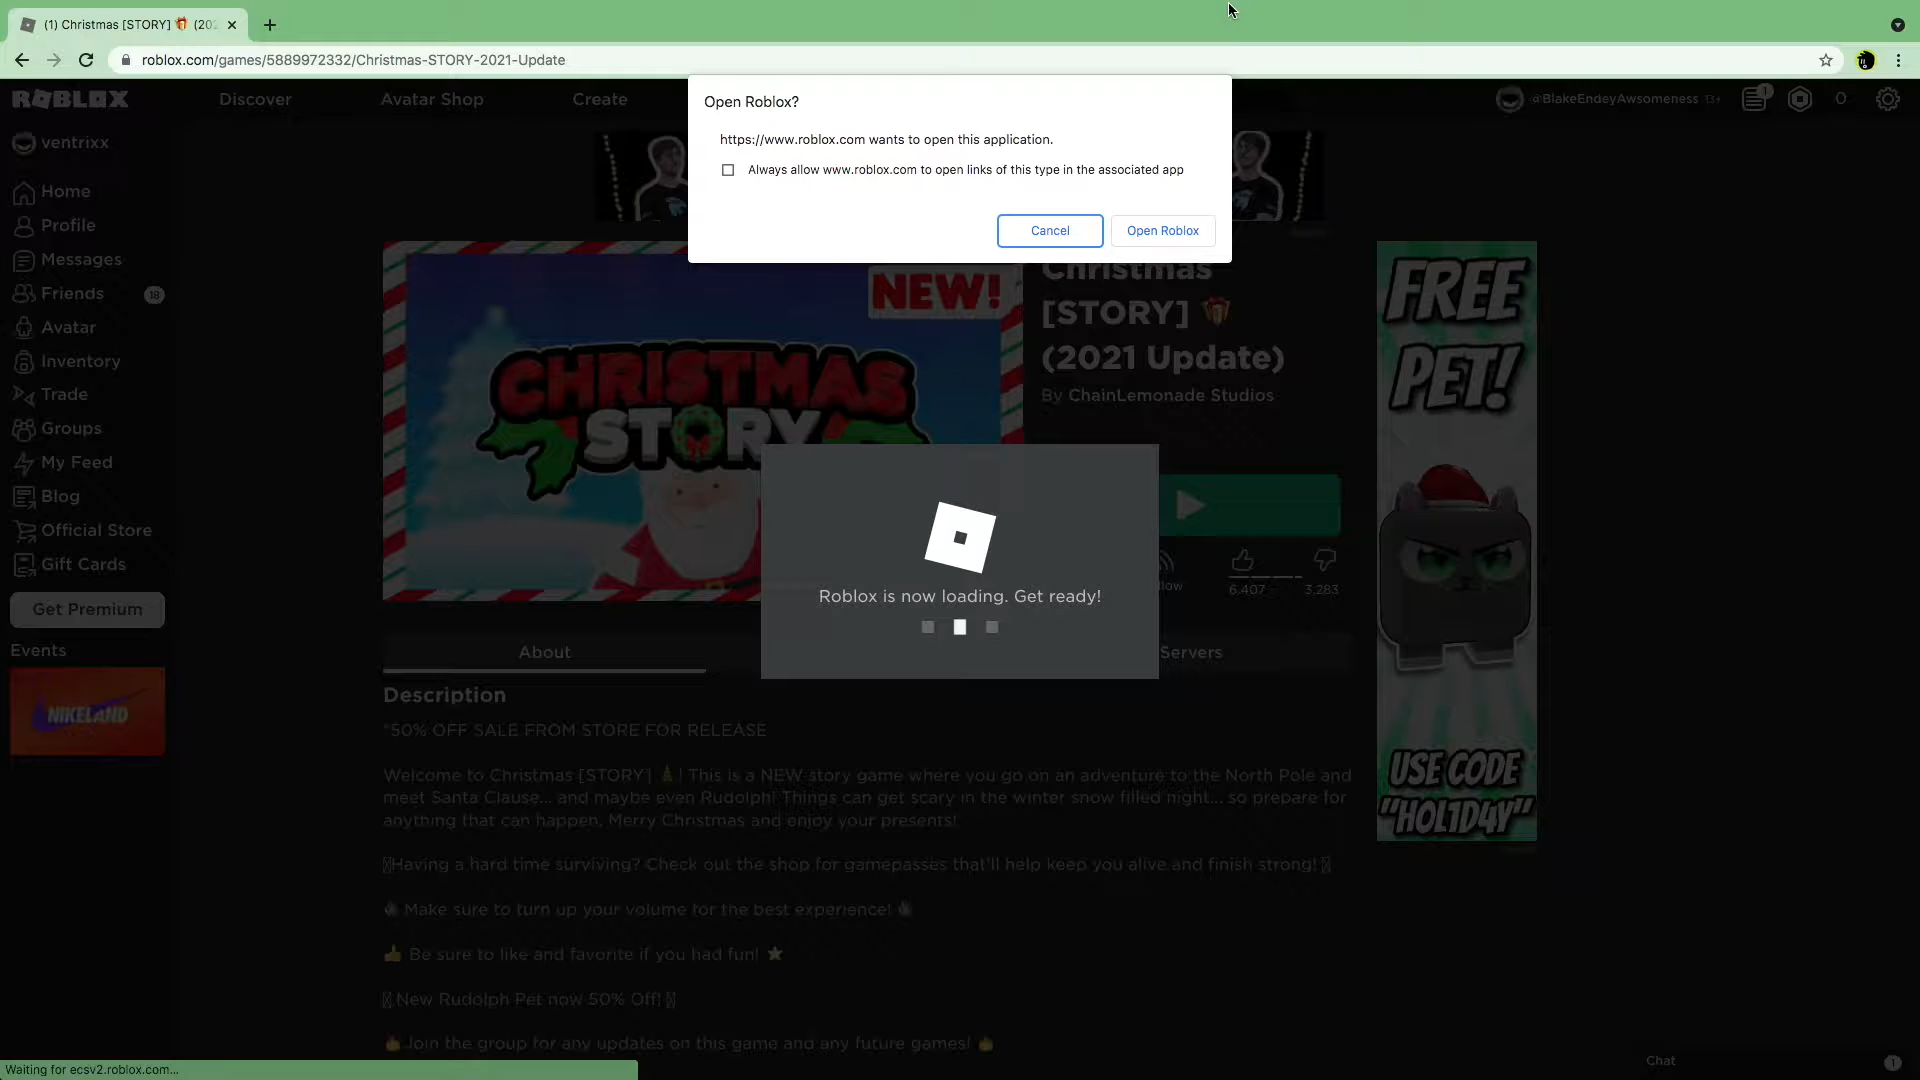 (1) Christmas [STORY] 🎁 (202
roblox.com/games/5889972332/Christmas-STORY-2021-Update
Open Roblox?
https://www.roblox.com wants to open this application.
Always allow www.roblox.com to open links of this type in the associated app
Cancel
Open Roblox
ROBLOX
Discover
Avatar Shop
Create
@BlakeEndeyAwsomeness 13+
1
0
ventrixx
Home
Profile
Messages
Friends
18
Avatar
Inventory
Trade
Groups
My Feed
Blog
Official Store
Gift Cards
Get Premium
Events
NIKELAND
NEW!
CHRISTMAS
STORY
Christmas
[STORY] 🎁
(2021 Update)
By ChainLemonade Studios
Roblox is now loading. Get ready!
low
6,407
3,283
About
Servers
Description
*50% OFF SALE FROM STORE FOR RELEASE
Welcome to Christmas [STORY] 🎄! This is a NEW story game where you go on an adventure to the North Pole and
meet Santa Clause... and maybe even Rudolph! Things can get scary in the winter snow filled night... so prepare for
anything that can happen. Merry Christmas and enjoy your presents!
Having a hard time surviving? Check out the shop for gamepasses that'll help keep you alive and finish strong!
🔥 Make sure to turn up your volume for the best experience! 🔥
👍 Be sure to like and favorite if you had fun! ⭐
New Rudolph Pet now 50% Off!
🔥 Join the group for any updates on this game and any future games! 🔥
FREE
PET!
USE CODE
"HOL1D4Y"
Chat
1
Waiting for ecsv2.roblox.com...